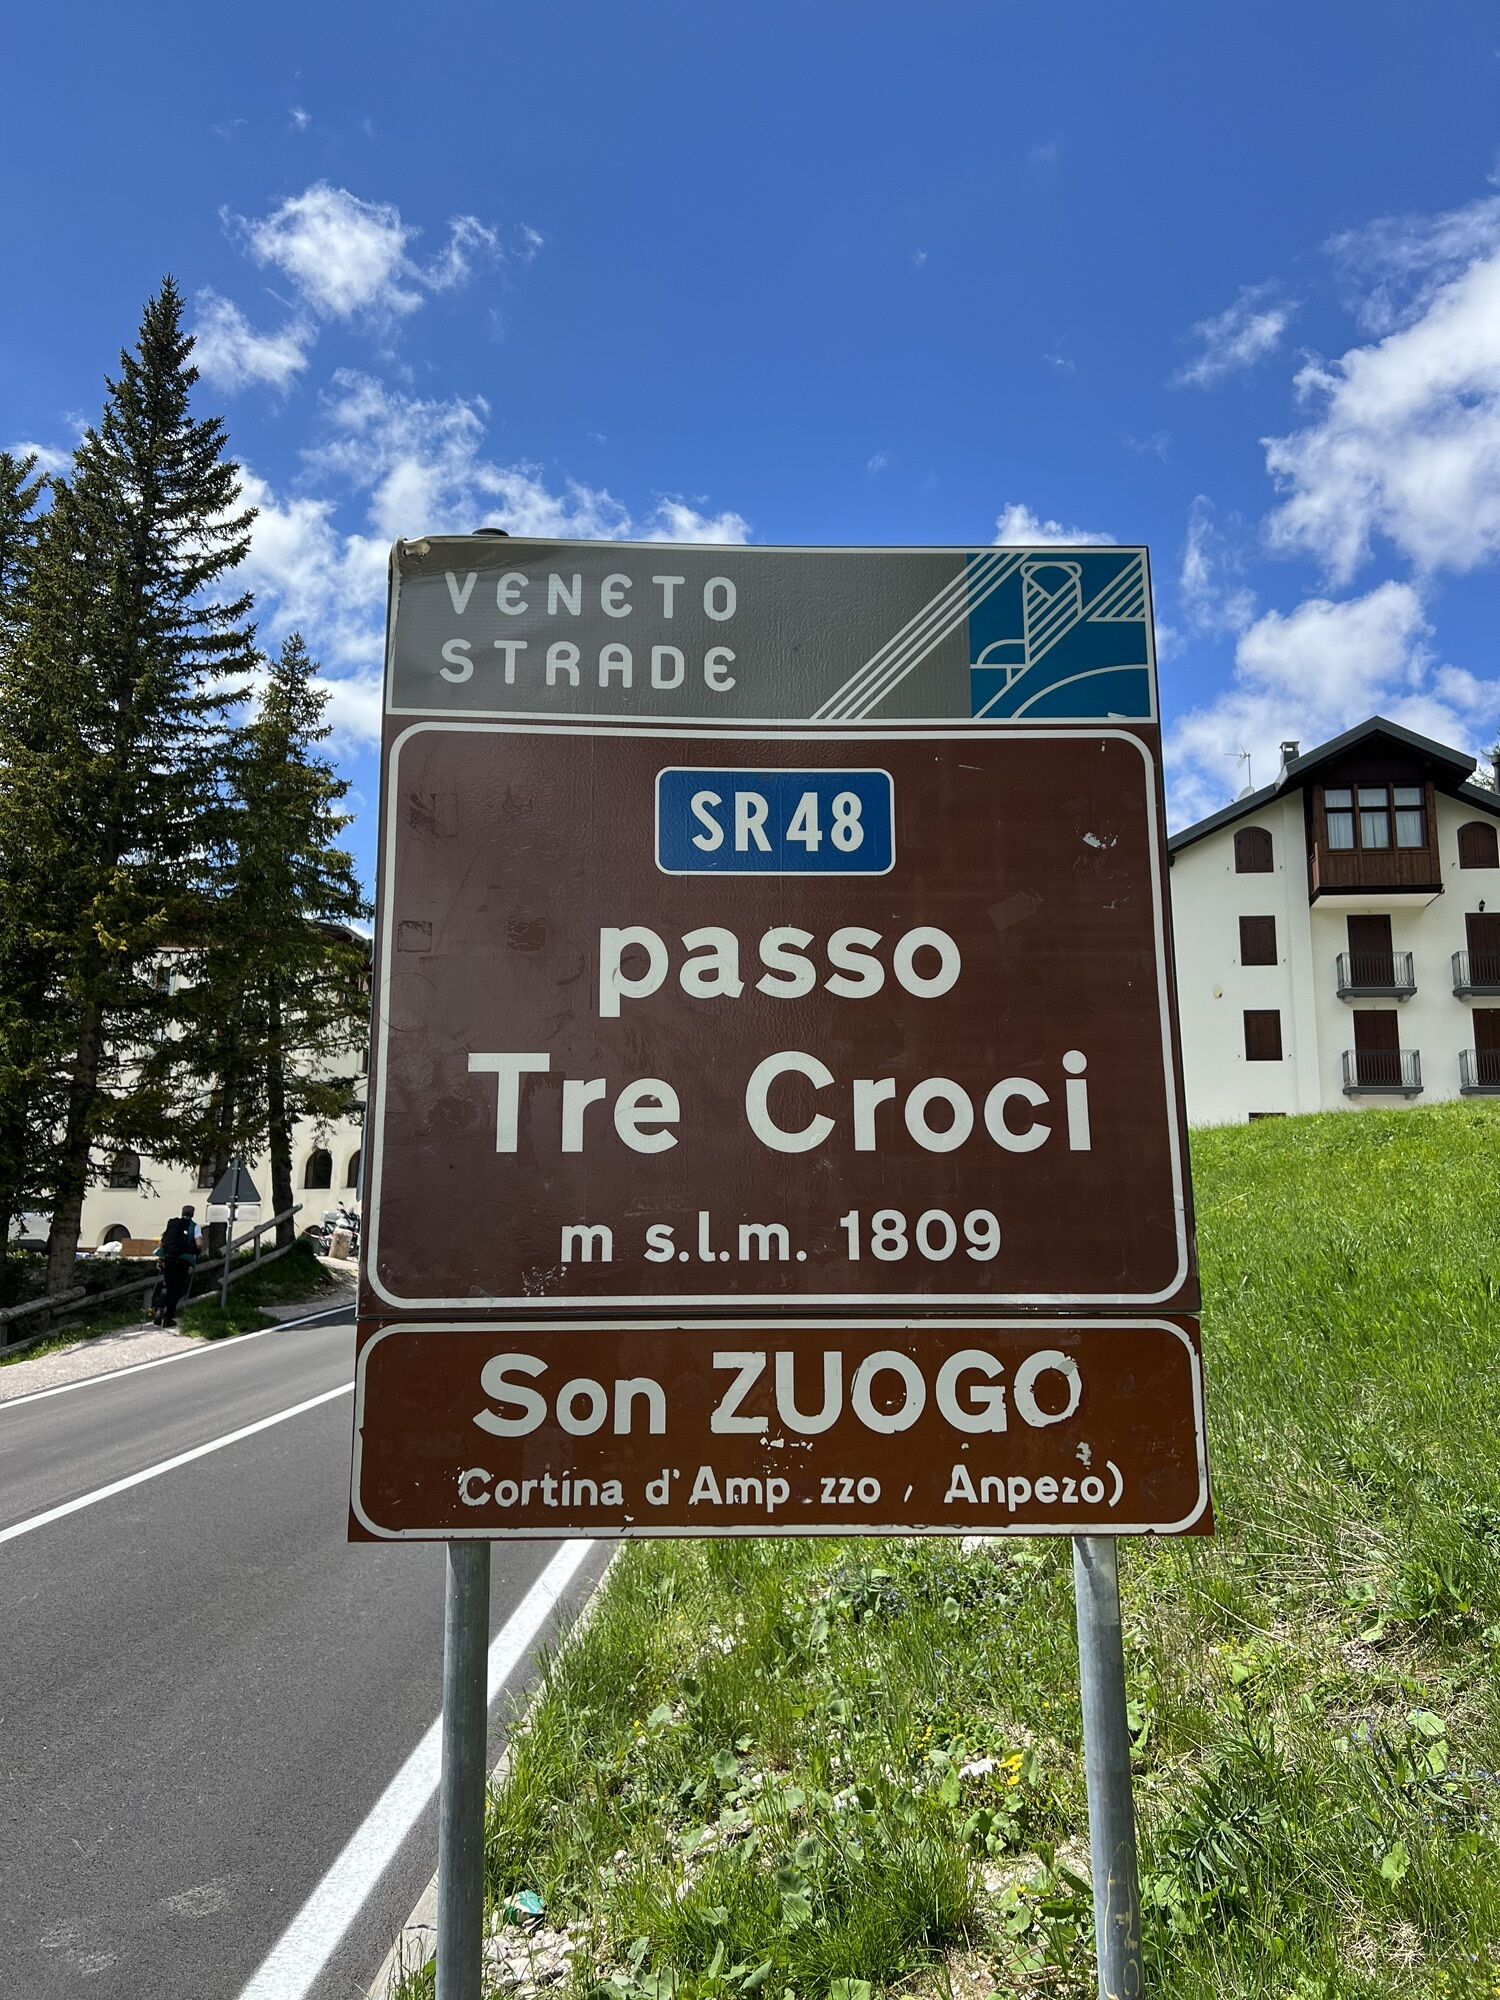 VENETO
STRADE
SR48
passo
Tre Croci
m s.l.m. 1809
Son ZUOGO
Cortina d'Amp zzo , Anpezo)